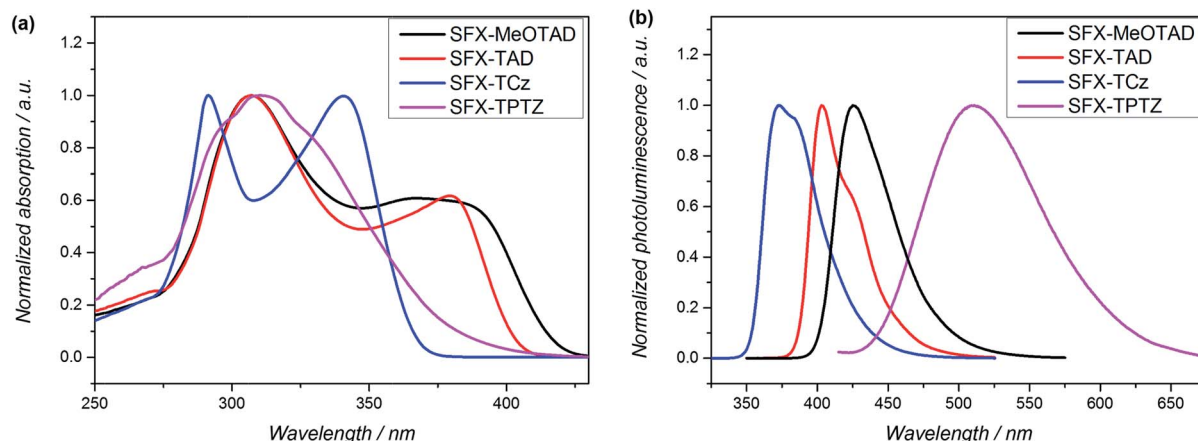 (a)
SFX-MeOTAD
SFX-TAD
SFX-TCz
SFX-TPTZ
Normalized absorption / a.u.
1.2
1.0
0.8
0.6
0.4
0.2
0.0
250 300 350 400
Wavelength / nm
(b)
SFX-MeOTAD
SFX-TAD
SFX-TCz
SFX-TPTZ
Normalized photoluminescence / a.u.
1.2
1.0
0.8
0.6
0.4
0.2
0.0
350 400 450 500 550 600 650
Wavelength / nm